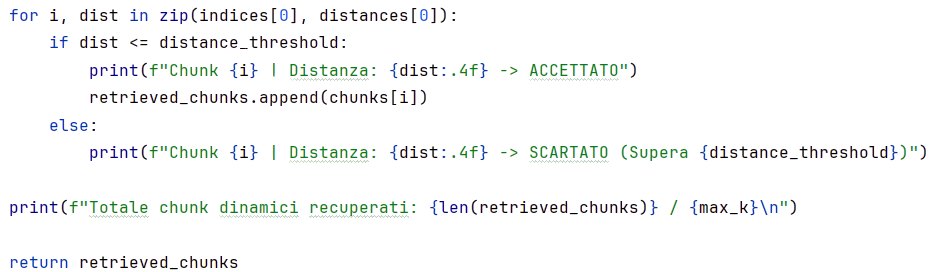 for i, dist in zip(indices[0], distances[0]):
    if dist <= distance_threshold:
        print(f"Chunk {i} | Distanza: {dist:.4f} -> ACCETTATO")
        retrieved_chunks.append(chunks[i])
    else:
        print(f"Chunk {i} | Distanza: {dist:.4f} -> SCARTATO (Supera {distance_threshold})")
print(f"Totale chunk dinamici recuperati: {len(retrieved_chunks)} / {max_k}\n")
return retrieved_chunks